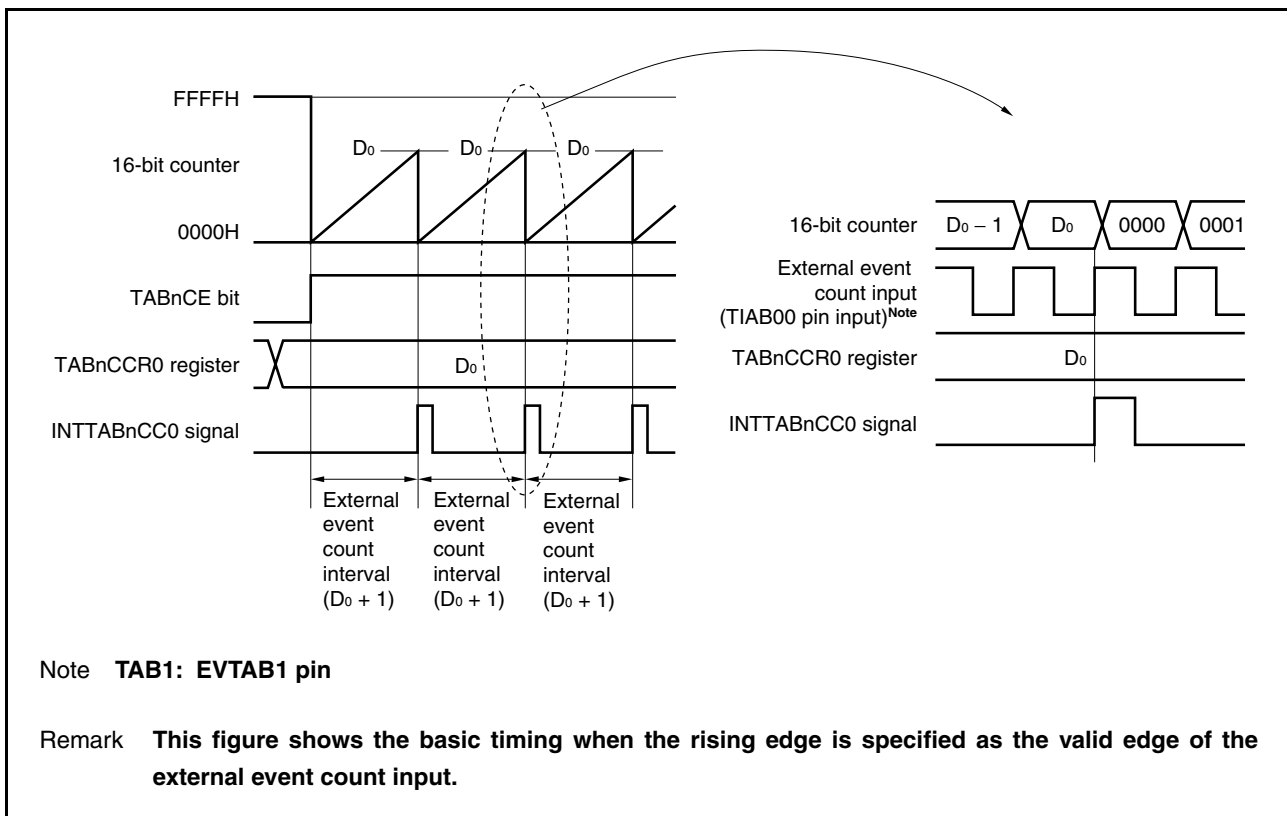 FFFFH
16-bit counter
0000H
D0
D0
D0
TABnCE bit
TABnCCR0 register
D0
INTTABnCC0 signal
External
event
count
interval
(D0 + 1)
External
event
count
interval
(D0 + 1)
External
event
count
interval
(D0 + 1)
16-bit counter
D0 − 1
D0
0000
0001
External event
count input
(TIAB00 pin input)Note
TABnCCR0 register
D0
INTTABnCC0 signal
Note TAB1: EVTAB1 pin
Remark This figure shows the basic timing when the rising edge is specified as the valid edge of the
external event count input.